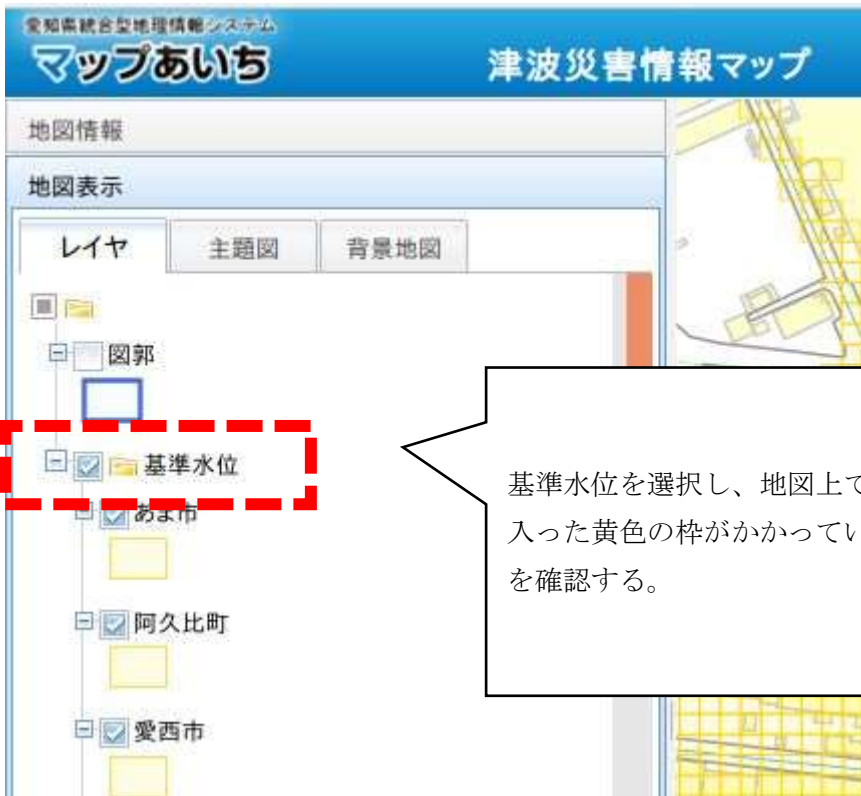 愛知県統合型地理情報システム
マップあいち
津波災害情報マップ
地図情報
地図表示
レイヤ 主題図 背景地図
図郭
基準水位
あま市
阿久比町
愛西市
基準水位を選択し、地図上で
入った黄色の枠がかかってい
を確認する。